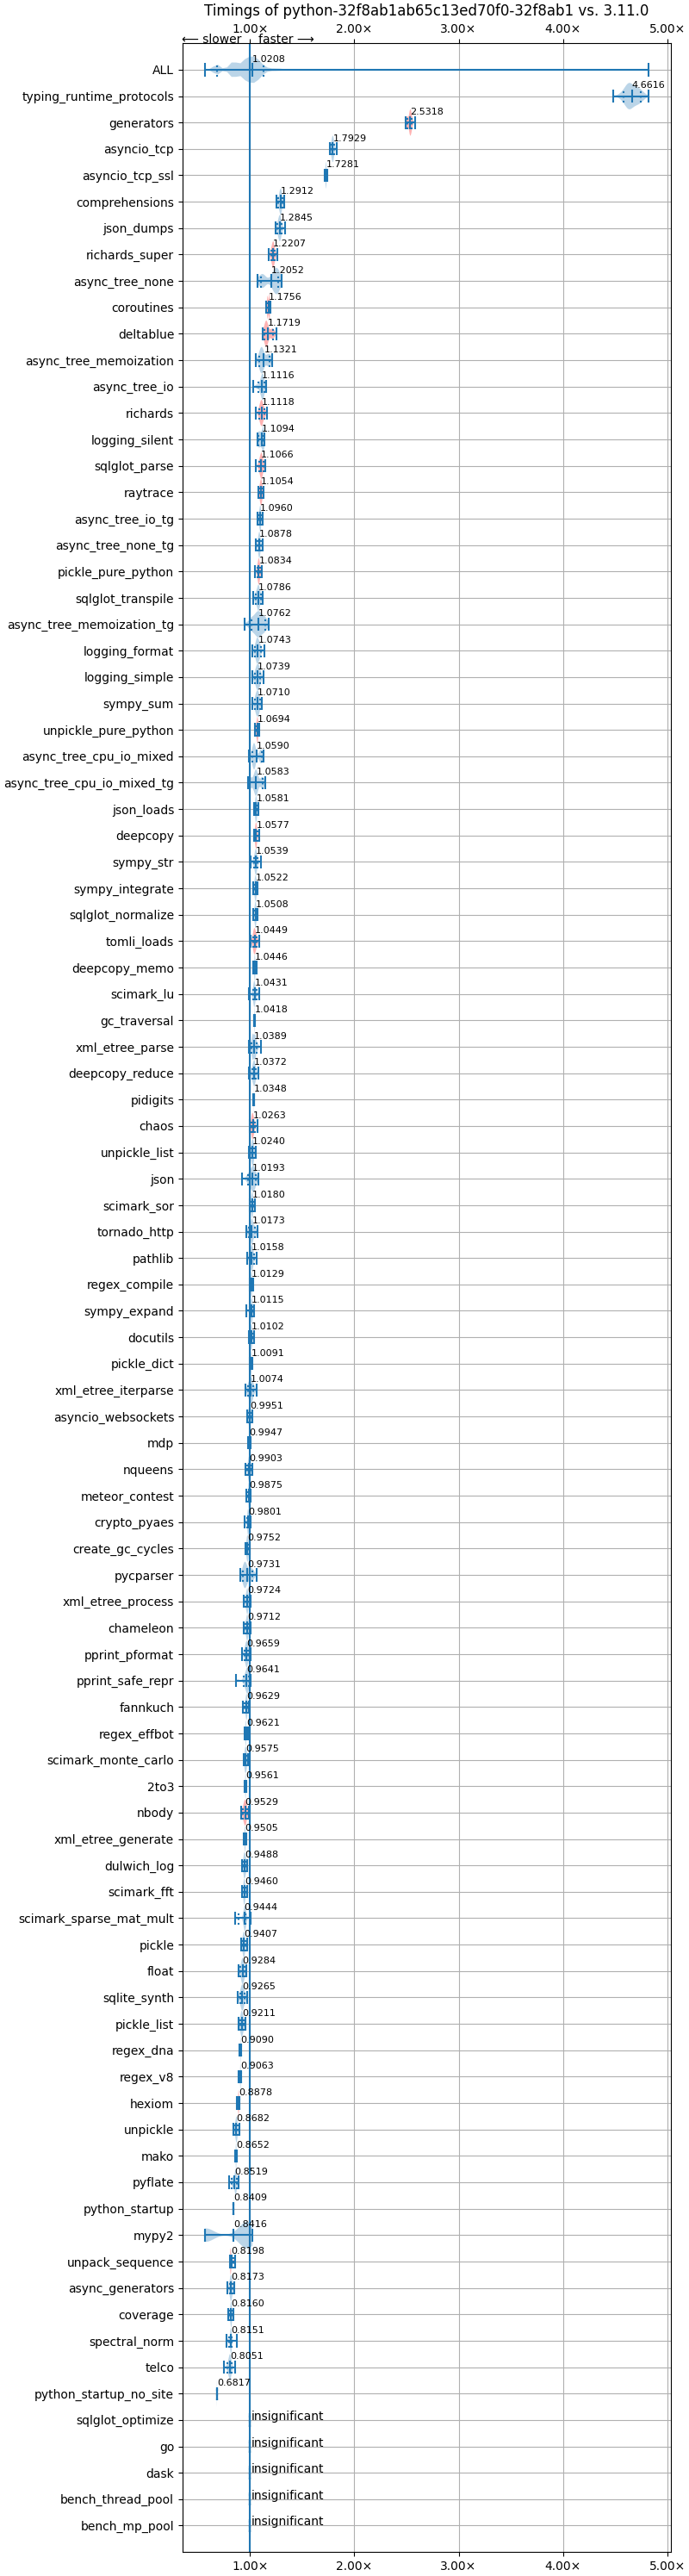 Timings of python-32f8ab1ab65c13ed70f0-32f8ab1 vs. 3.11.0
1.00× 2.00× 3.00× 4.00× 5.00×
⟵ slower faster ⟶
ALL 1.0208
typing_runtime_protocols 4.6616
generators 2.5318
asyncio_tcp 1.7929
asyncio_tcp_ssl 1.7281
comprehensions 1.2912
json_dumps 1.2845
richards_super 1.2207
async_tree_none 1.2052
coroutines 1.1756
deltablue 1.1719
async_tree_memoization 1.1321
async_tree_io 1.1116
richards 1.1118
logging_silent 1.1094
sqlglot_parse 1.1066
raytrace 1.1054
async_tree_io_tg 1.0960
async_tree_none_tg 1.0878
pickle_pure_python 1.0834
sqlglot_transpile 1.0786
async_tree_memoization_tg 1.0762
logging_format 1.0743
logging_simple 1.0739
sympy_sum 1.0710
unpickle_pure_python 1.0694
async_tree_cpu_io_mixed 1.0590
async_tree_cpu_io_mixed_tg 1.0583
json_loads 1.0581
deepcopy 1.0577
sympy_str 1.0539
sympy_integrate 1.0522
sqlglot_normalize 1.0508
tomli_loads 1.0449
deepcopy_memo 1.0446
scimark_lu 1.0431
gc_traversal 1.0418
xml_etree_parse 1.0389
deepcopy_reduce 1.0372
pidigits 1.0348
chaos 1.0263
unpickle_list 1.0240
json 1.0193
scimark_sor 1.0180
tornado_http 1.0173
pathlib 1.0158
regex_compile 1.0129
sympy_expand 1.0115
docutils 1.0102
pickle_dict 1.0091
xml_etree_iterparse 1.0074
asyncio_websockets 0.9951
mdp 0.9947
nqueens 0.9903
meteor_contest 0.9875
crypto_pyaes 0.9801
create_gc_cycles 0.9752
pycparser 0.9731
xml_etree_process 0.9724
chameleon 0.9712
pprint_pformat 0.9659
pprint_safe_repr 0.9641
fannkuch 0.9629
regex_effbot 0.9621
scimark_monte_carlo 0.9575
2to3 0.9561
nbody 0.9529
xml_etree_generate 0.9505
dulwich_log 0.9488
scimark_fft 0.9460
scimark_sparse_mat_mult 0.9444
pickle 0.9407
float 0.9284
sqlite_synth 0.9265
pickle_list 0.9211
regex_dna 0.9090
regex_v8 0.9063
hexiom 0.8878
unpickle 0.8682
mako 0.8652
pyflate 0.8519
python_startup 0.8409
mypy2 0.8416
unpack_sequence 0.8198
async_generators 0.8173
coverage 0.8160
spectral_norm 0.8151
telco 0.8051
python_startup_no_site 0.6817
sqlglot_optimize insignificant
go insignificant
dask insignificant
bench_thread_pool insignificant
bench_mp_pool insignificant
1.00× 2.00× 3.00× 4.00× 5.00×